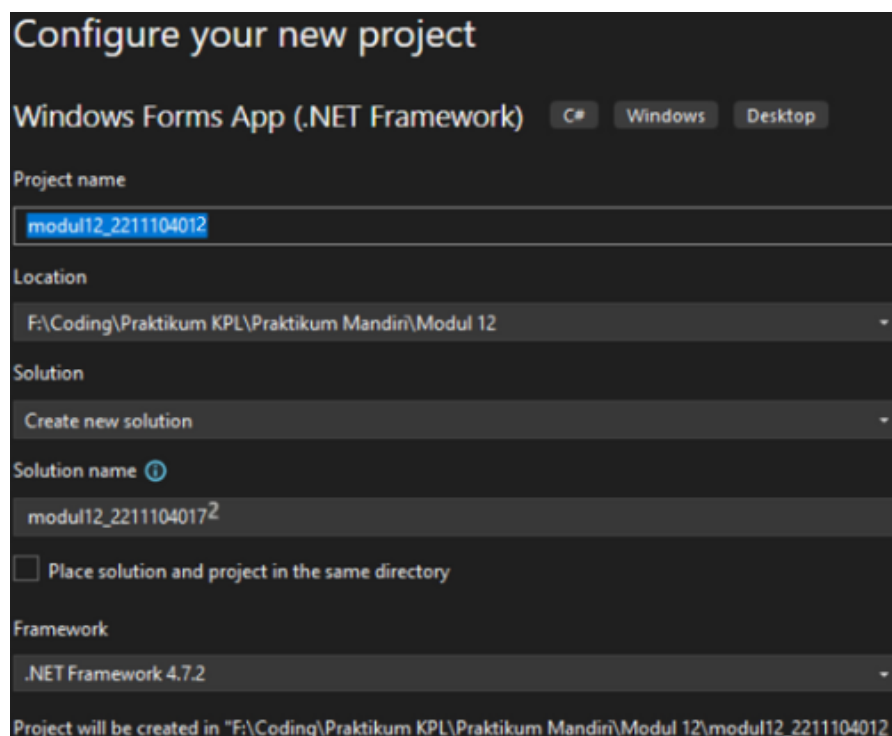 Configure your new project
Windows Forms App (.NET Framework) C# Windows Desktop
Project name
modul12_2211104012
Location
F:\Coding\Praktikum KPL\Praktikum Mandiri\Modul 12
Solution
Create new solution
Solution name
modul12_22111040172
Place solution and project in the same directory
Framework
.NET Framework 4.7.2
Project will be created in "F:\Coding\Praktikum KPL\Praktikum Mandiri\Modul 12\modul12_2211104012